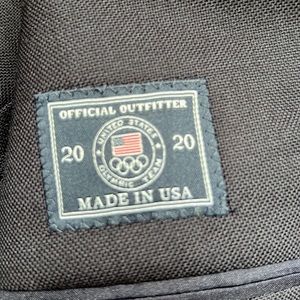 OFFICIAL OUTFITTER
UNITED STATES
20 20
OLYMPIC TEAM
MADE IN USA